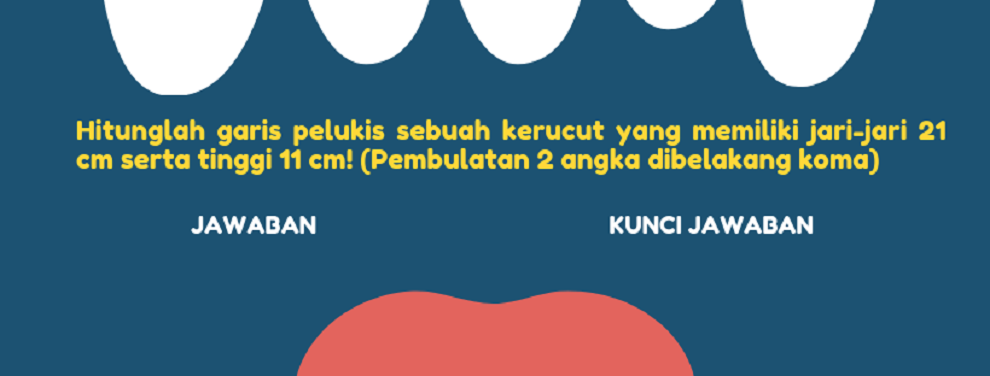 Hitunglah garis pelukis sebuah kerucut yang memiliki jari-jari 21
cm serta tinggi 11 cm! (Pembulatan 2 angka dibelakang koma)
JAWABAN KUNCI JAWABAN